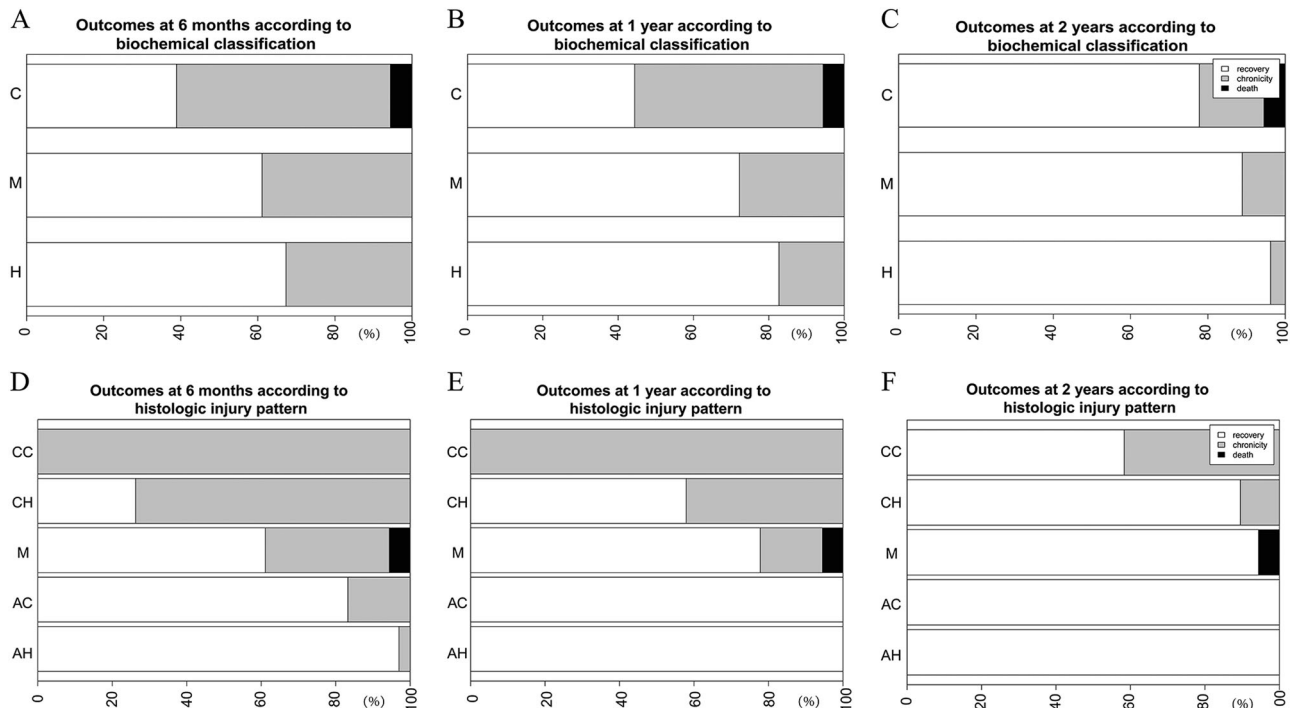 A
Outcomes at 6 months according to
biochemical classification
C
M
H
0
20
40
60
80
100
(%)
B
Outcomes at 1 year according to
biochemical classification
C
M
H
0
20
40
60
80
100
(%)
C
Outcomes at 2 years according to
biochemical classification
recovery
chronicity
death
C
M
H
0
20
40
60
80
100
(%)
D
Outcomes at 6 months according to
histologic injury pattern
CC
CH
M
AC
AH
0
20
40
60
80
100
(%)
E
Outcomes at 1 year according to
histologic injury pattern
CC
CH
M
AC
AH
0
20
40
60
80
100
(%)
F
Outcomes at 2 years according to
histologic injury pattern
recovery
chronicity
death
CC
CH
M
AC
AH
0
20
40
60
80
00
(%)